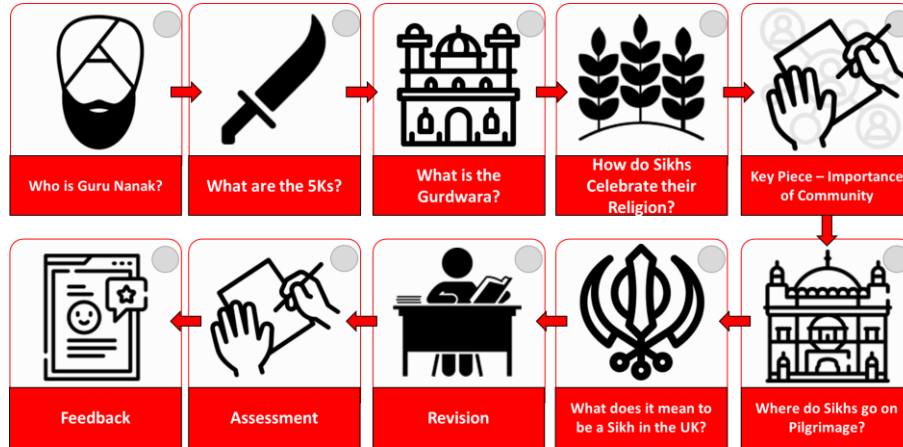 Who is Guru Nanak?
What are the 5Ks?
What is the
Gurdwara?
How do Sikhs
Celebrate their
Religion?
Key Piece – Importance
of Community
Where do Sikhs go on
Pilgrimage?
What does it mean to
be a Sikh in the UK?
Revision
Assessment
Feedback